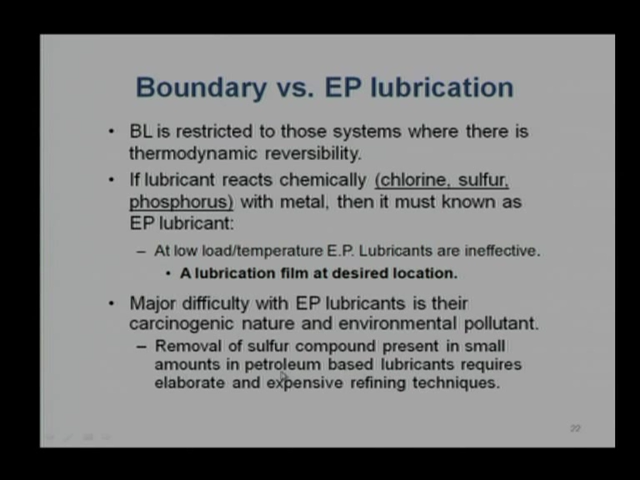 Boundary vs. EP lubrication
• BL is restricted to those systems where there is
thermodynamic reversibility.
• If lubricant reacts chemically (chlorine, sulfur,
phosphorus) with metal, then it must known as
EP lubricant:
– At low load/temperature E.P. Lubricants are ineffective.
• A lubrication film at desired location.
• Major difficulty with EP lubricants is their
carcinogenic nature and environmental pollutant.
– Removal of sulfur compound present in small
amounts in petroleum based lubricants requires
elaborate and expensive refining techniques.
22